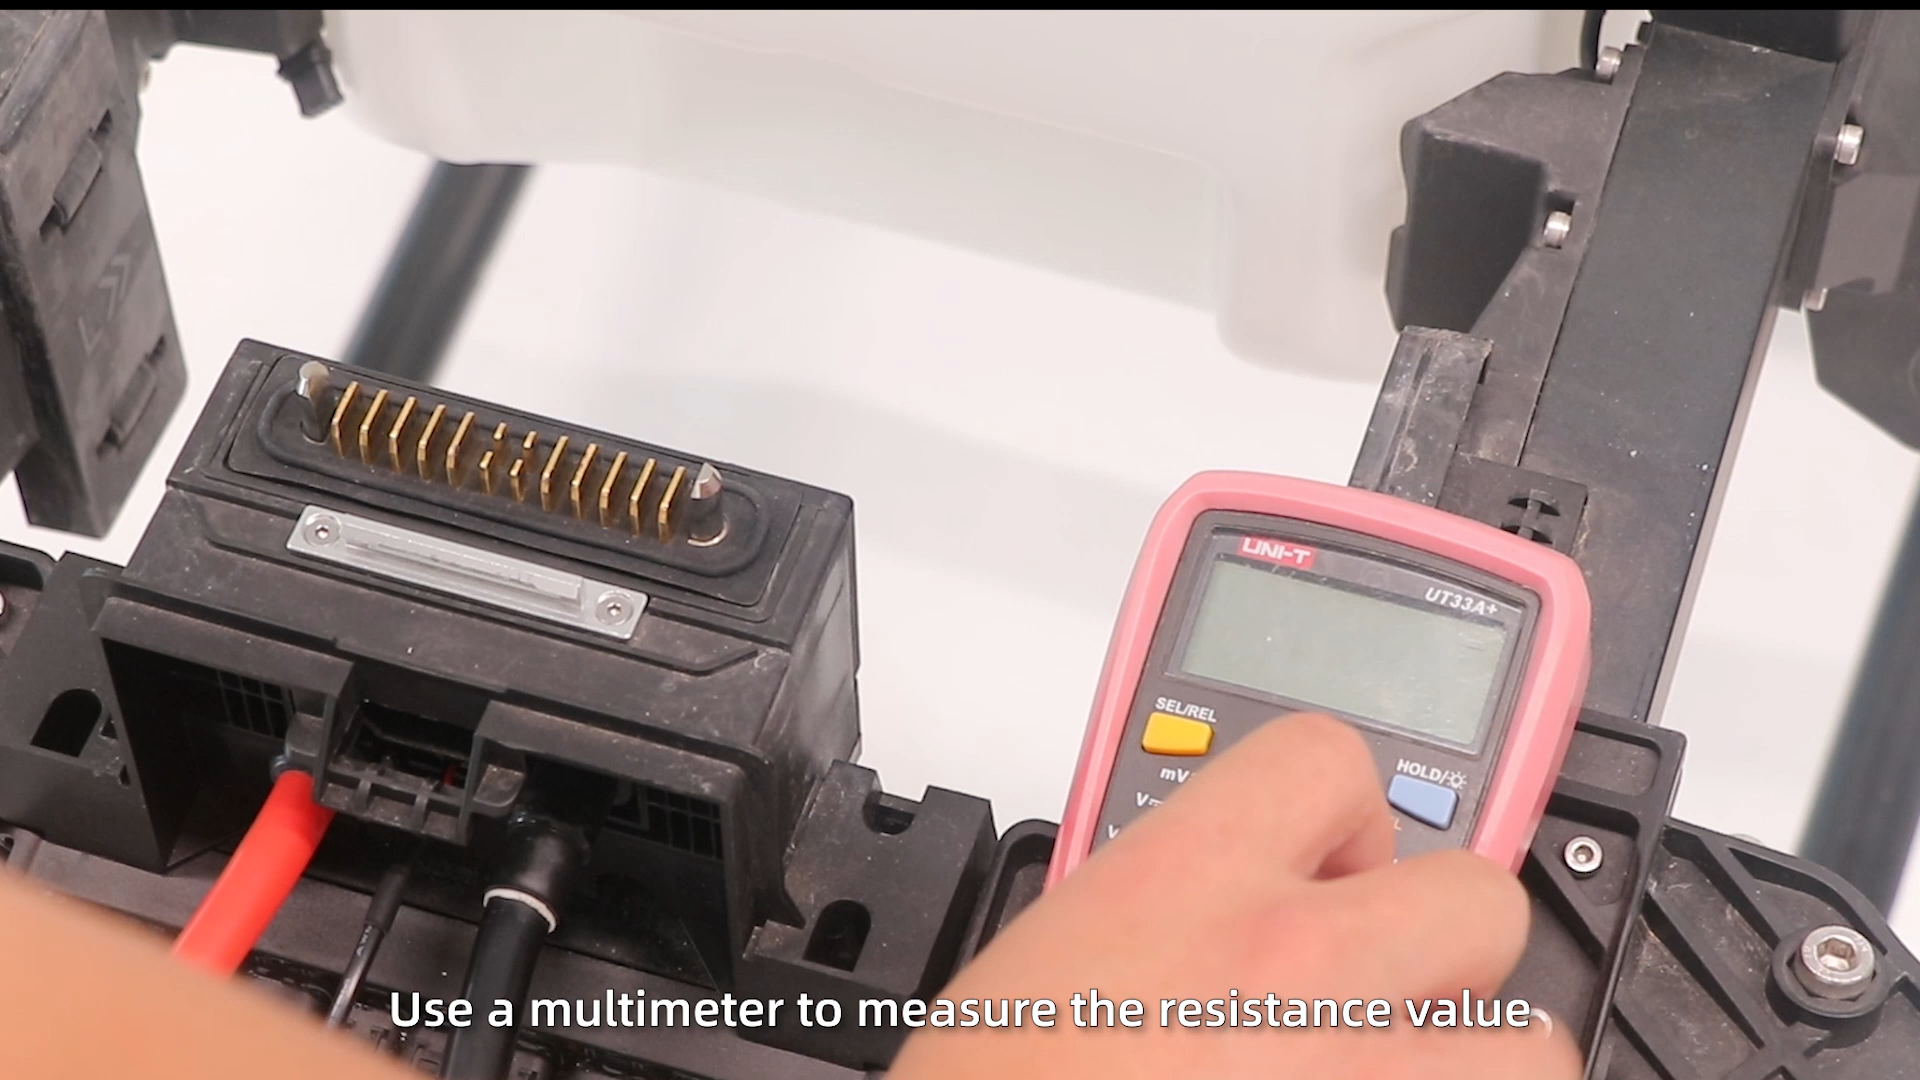 UNI-T
UT33A+
SEL/REL
HOLD/
mV
V
V
Use a multimeter to measure the resistance value